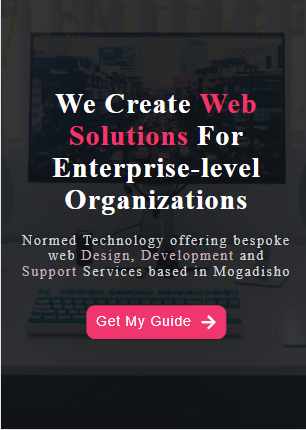 We Create Web
Solutions For
Enterprise-level
Organizations
Normed Technology offering bespoke
web Design, Development and
Support Services based in Mogadisho
Get My Guide